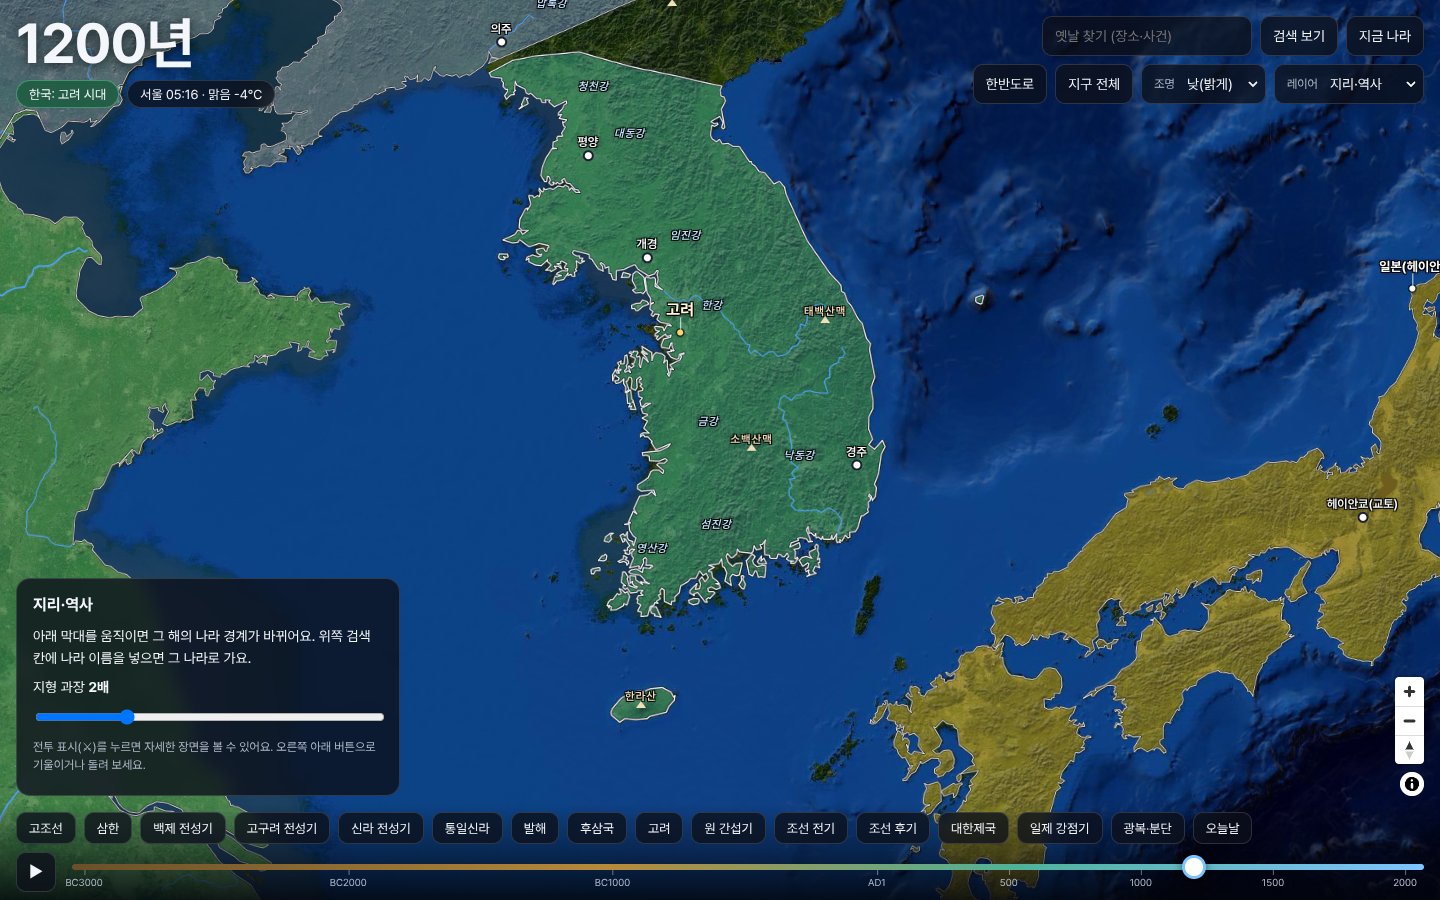 1200년
한국: 고려 시대
서울 05:16 · 맑음 -4°C
옛날 찾기 (장소·사건)
검색 보기
지금 나라
한반도로
지구 전체
조명 낮(밝게)
레이어 지리·역사
압록강
의주
청천강
대동강
평양
임진강
개경
고려
한강
태백산맥
일본(헤이안
금강
소백산맥
낙동강
경주
헤이안쿄(교토)
섬진강
영산강
한라산
지리·역사
아래 막대를 움직이면 그 해의 나라 경계가 바뀌어요. 위쪽 검색
칸에 나라 이름을 넣으면 그 나라로 가요.
지형 과장 2배
전투 표시(⚔)를 누르면 자세한 장면을 볼 수 있어요. 오른쪽 아래 버튼으로
기울이거나 돌려 보세요.
고조선
삼한
백제 전성기
고구려 전성기
신라 전성기
통일신라
발해
후삼국
고려
원 간섭기
조선 전기
조선 후기
대한제국
일제 강점기
광복·분단
오늘날
BC3000
BC2000
BC1000
AD1
500
1000
1500
2000